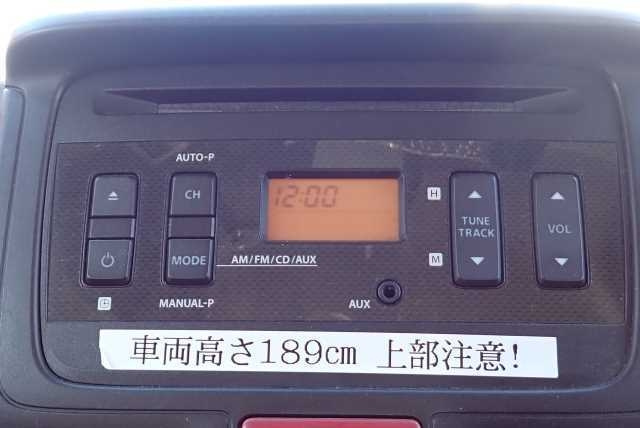 AUTO-P
CH
12:00
H
TUNE
TRACK
VOL
MODE
AM/FM/CD/AUX
M
MANUAL-P
AUX
車両高さ189cm 上部注意!